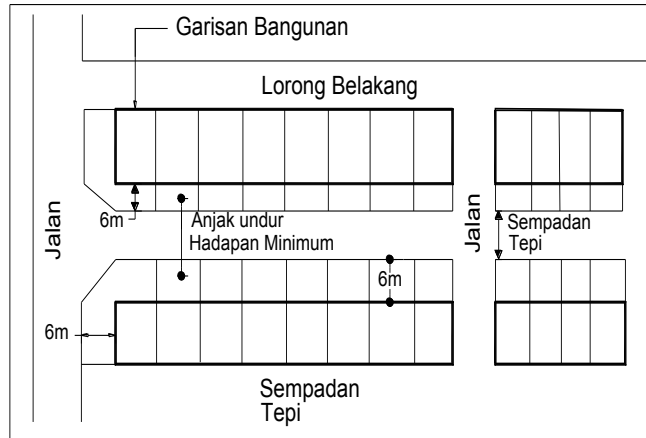 Garisan Bangunan
Lorong Belakang
6m
Anjak undur
Hadapan Minimum
Jalan
Jalan
Sempadan
Tepi
6m
6m
Sempadan
Tepi